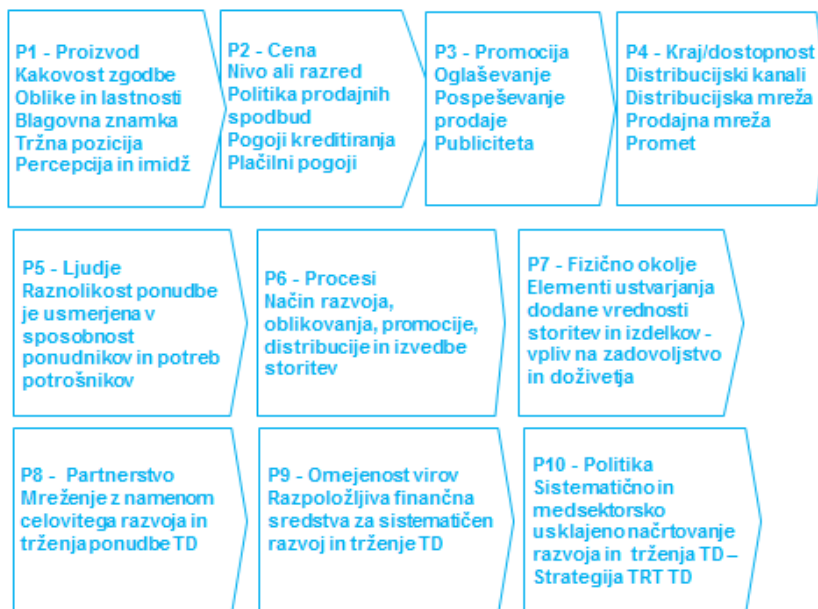 P1 - Proizvod
Kakovost zgodbe
Oblike in lastnosti
Blagovna znamka
Tržna pozicija
Percepcija in imidž
P2 - Cena
Nivo ali razred
Politika prodajnih
spodbud
Pogoji kreditiranja
Plačilni pogoji
P3 - Promocija
Oglaševanje
Pospeševanje
prodaje
Publiciteta
P4 - Kraj/dostopnost
Distribucijski kanali
Distribucijska mreža
Prodajna mreža
Promet
P5 - Ljudje
Raznolikost ponudbe
je usmerjena v
sposobnost
ponudnikov in potreb
potrošnikov
P6 - Procesi
Način razvoja,
oblikovanja, promocije,
distribucije in izvedbe
storitev
P7 - Fizično okolje
Elementi ustvarjanja
dodane vrednosti
storitev in izdelkov -
vpliv na zadovoljstvo
in doživetja
P8 - Partnerstvo
Mreženje z namenom
celovitega razvoja in
trženja ponudbe TD
P9 - Omejenost virov
Razpoložljiva finančna
sredstva za sistematičen
razvoj in trženje TD
P10 - Politika
Sistematično in
medsektorsko
usklajeno načrtovanje
razvoja in trženja TD –
Strategija TRT TD